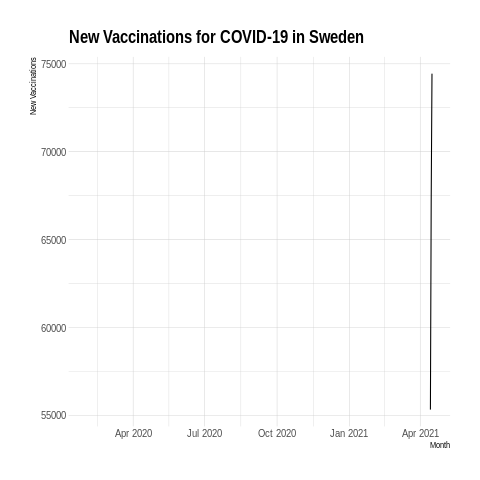 New Vaccinations for COVID-19 in Sweden
New Vaccinations
75000
70000
65000
60000
55000
Apr 2020 Jul 2020 Oct 2020 Jan 2021 Apr 2021
Month